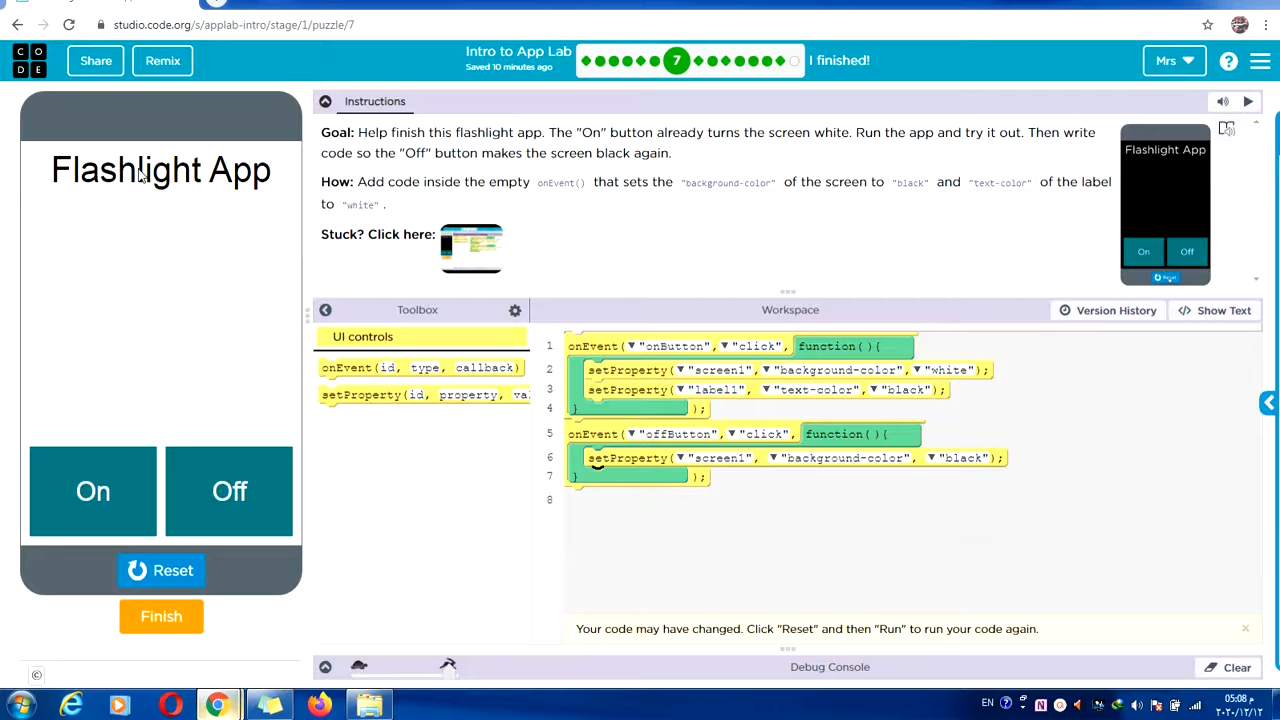 studio.code.org/s/applab-intro/stage/1/puzzle/7
C O
D E
Share
Remix
Intro to App Lab
Saved 10 minutes ago
7
I finished!
Mrs
Instructions
Goal: Help finish this flashlight app. The "On" button already turns the screen white. Run the app and try it out. Then write
code so the "Off" button makes the screen black again.
How: Add code inside the empty onEvent() that sets the "background-color" of the screen to "black" and "text-color" of the label
to "white".
Stuck? Click here:
Flashlight App
On
Off
Reset
Flashlight App
On
Off
Reset
Finish
Toolbox
Workspace
Version History
</> Show Text
UI controls
onEvent(id, type, callback)
setProperty(id, property, va
1 onEvent("onButton", "click", function(){
2 setProperty("screen1", "background-color", "white");
3 setProperty("label1", "text-color", "black");
4 } );
5 onEvent("offButton", "click", function(){
6 setProperty("screen1", "background-color", "black");
7 } );
8
Your code may have changed. Click "Reset" and then "Run" to run your code again.
Debug Console
Clear
©
EN
05:08 م
٢٠٢٠/١٢/١٢